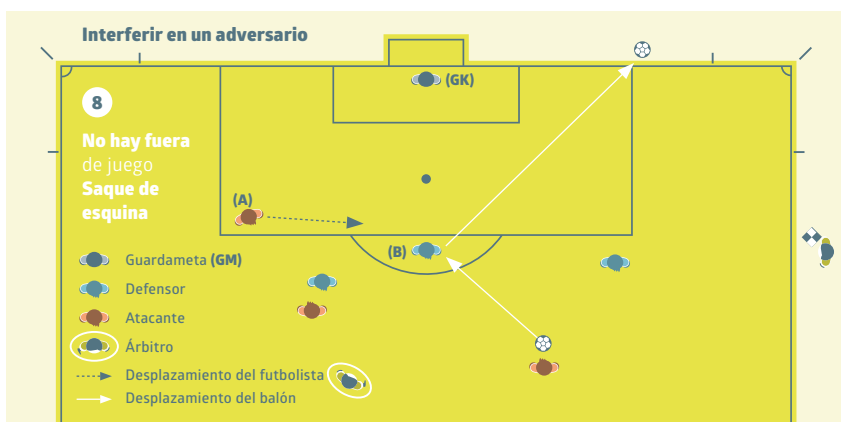 Interferir en un adversario
(GK)
8
No hay fuera
de juego
Saque de
esquina
(A)
(B)
Guardameta (GM)
Defensor
Atacante
Árbitro
Desplazamiento del futbolista
Desplazamiento del balón